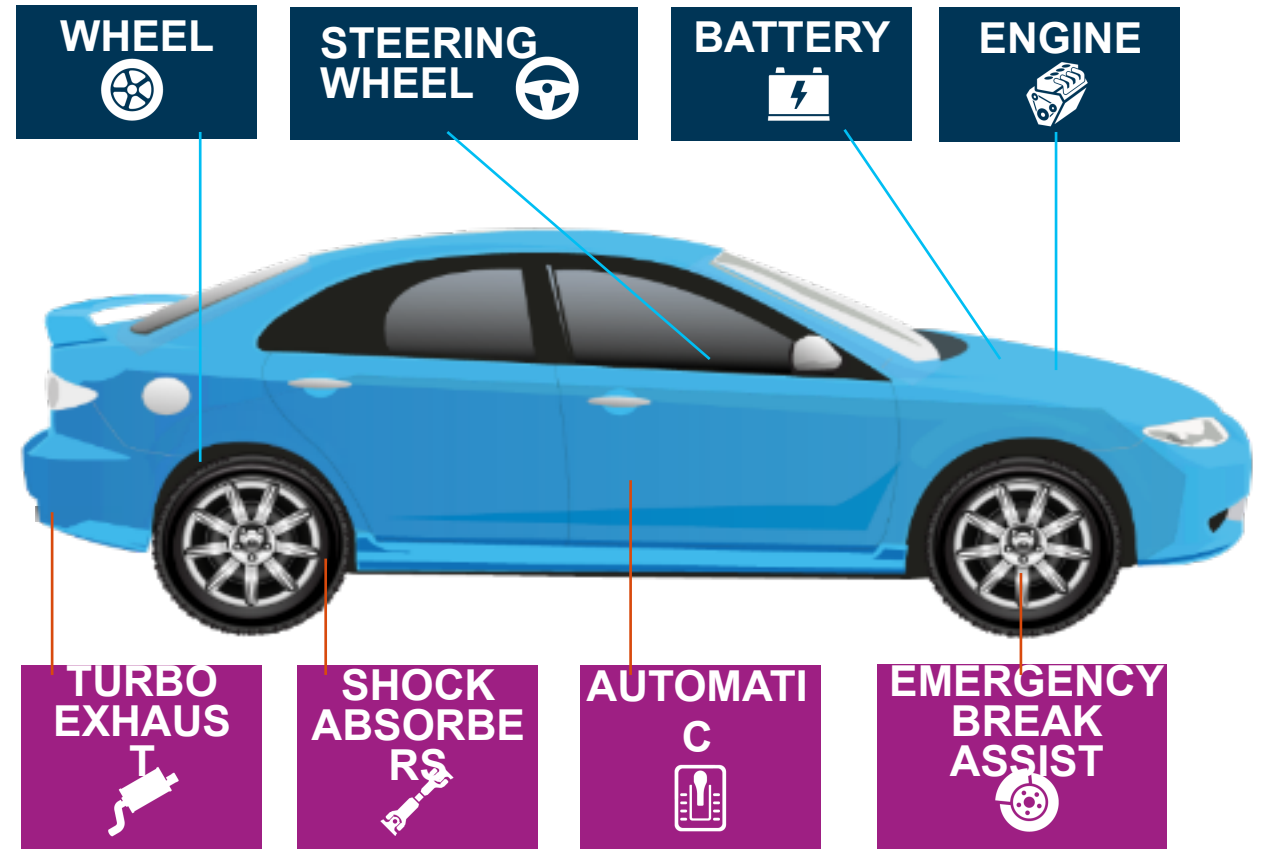 WHEEL
STEERING
WHEEL
BATTERY
ENGINE
TURBO
EXHAUS
T
SHOCK
ABSORBE
RS
AUTOMATI
C
EMERGENCY
BREAK
ASSIST